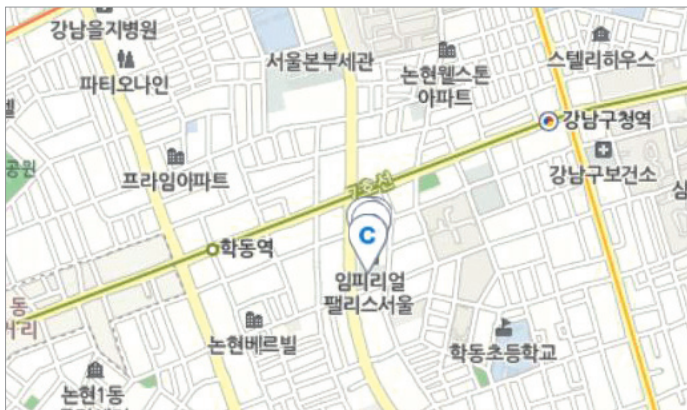 강남을지병원
파티오나인
서울본부세관
논현웰스톤
아파트
스텔리하우스
강남구청역
강남구보건소
공원
프라임아파트
7호선
C
학동역
임피리얼
팰리스서울
논현베르빌
학동초등학교
논현1동